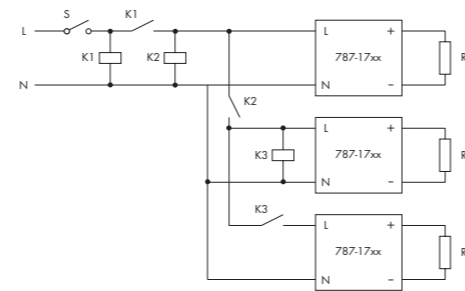 S K1
L L +
K1 K2 787-17xx R
N N –
K2
L +
K3 787-17xx R
N –
K3
L +
787-17xx R
N –